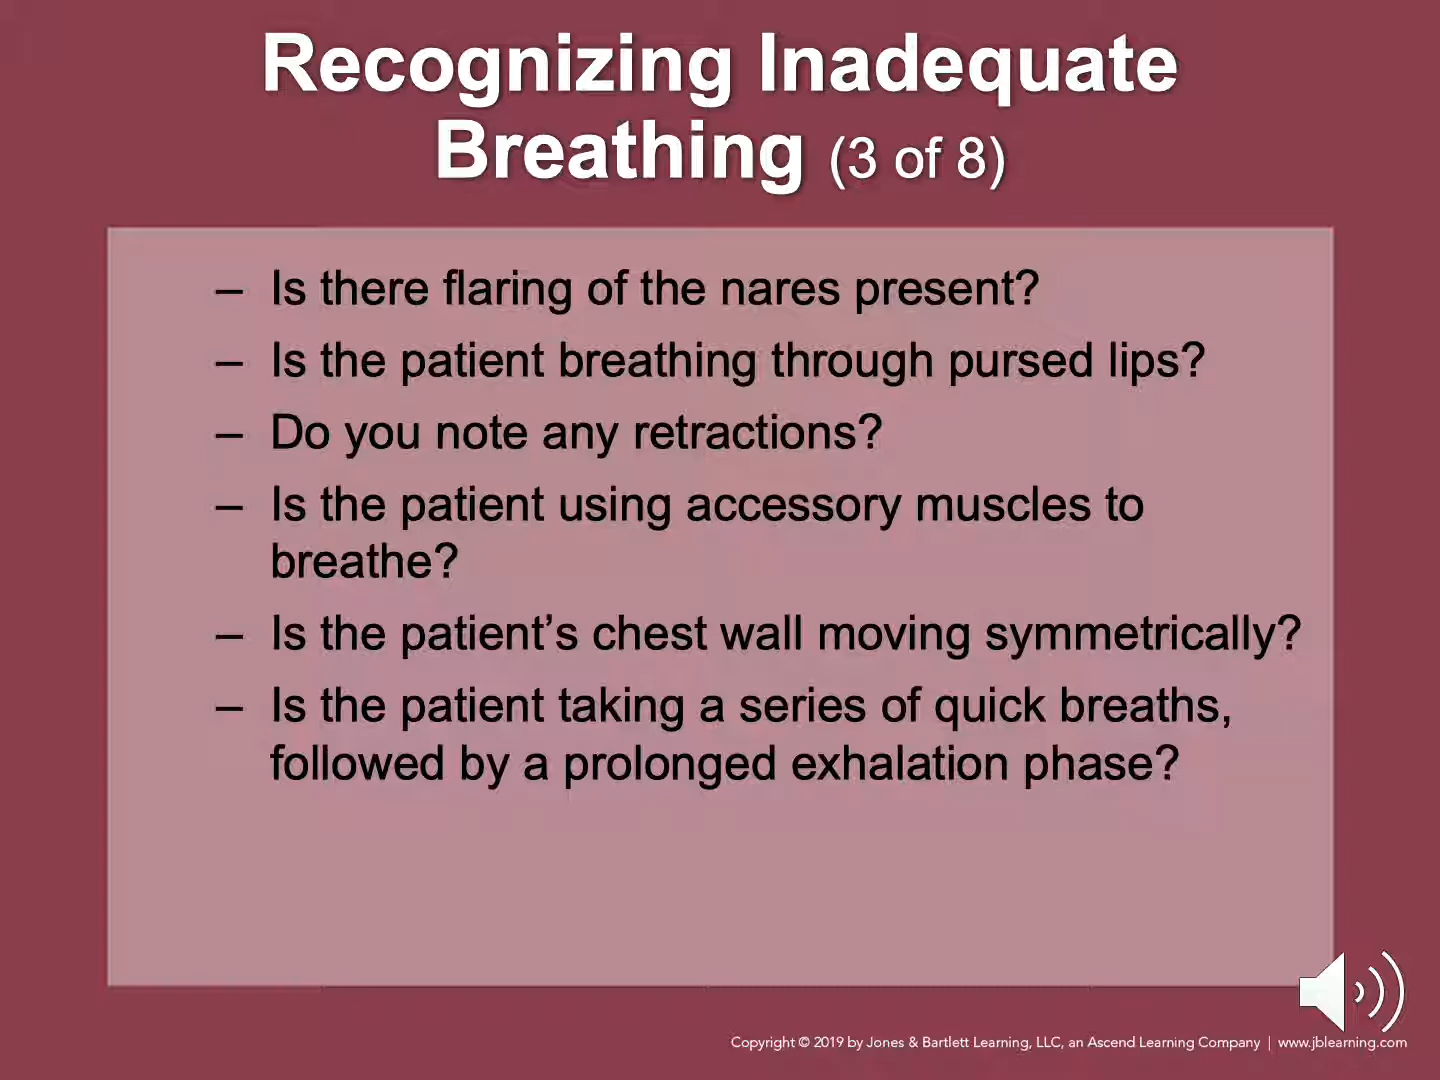 Recognizing Inadequate
Breathing (3 of 8)
– Is there flaring of the nares present?
– Is the patient breathing through pursed lips?
– Do you note any retractions?
– Is the patient using accessory muscles to
breathe?
– Is the patient’s chest wall moving symmetrically?
– Is the patient taking a series of quick breaths,
followed by a prolonged exhalation phase?
Copyright © 2019 by Jones & Bartlett Learning, LLC, an Ascend Learning Company | www.jblearning.com